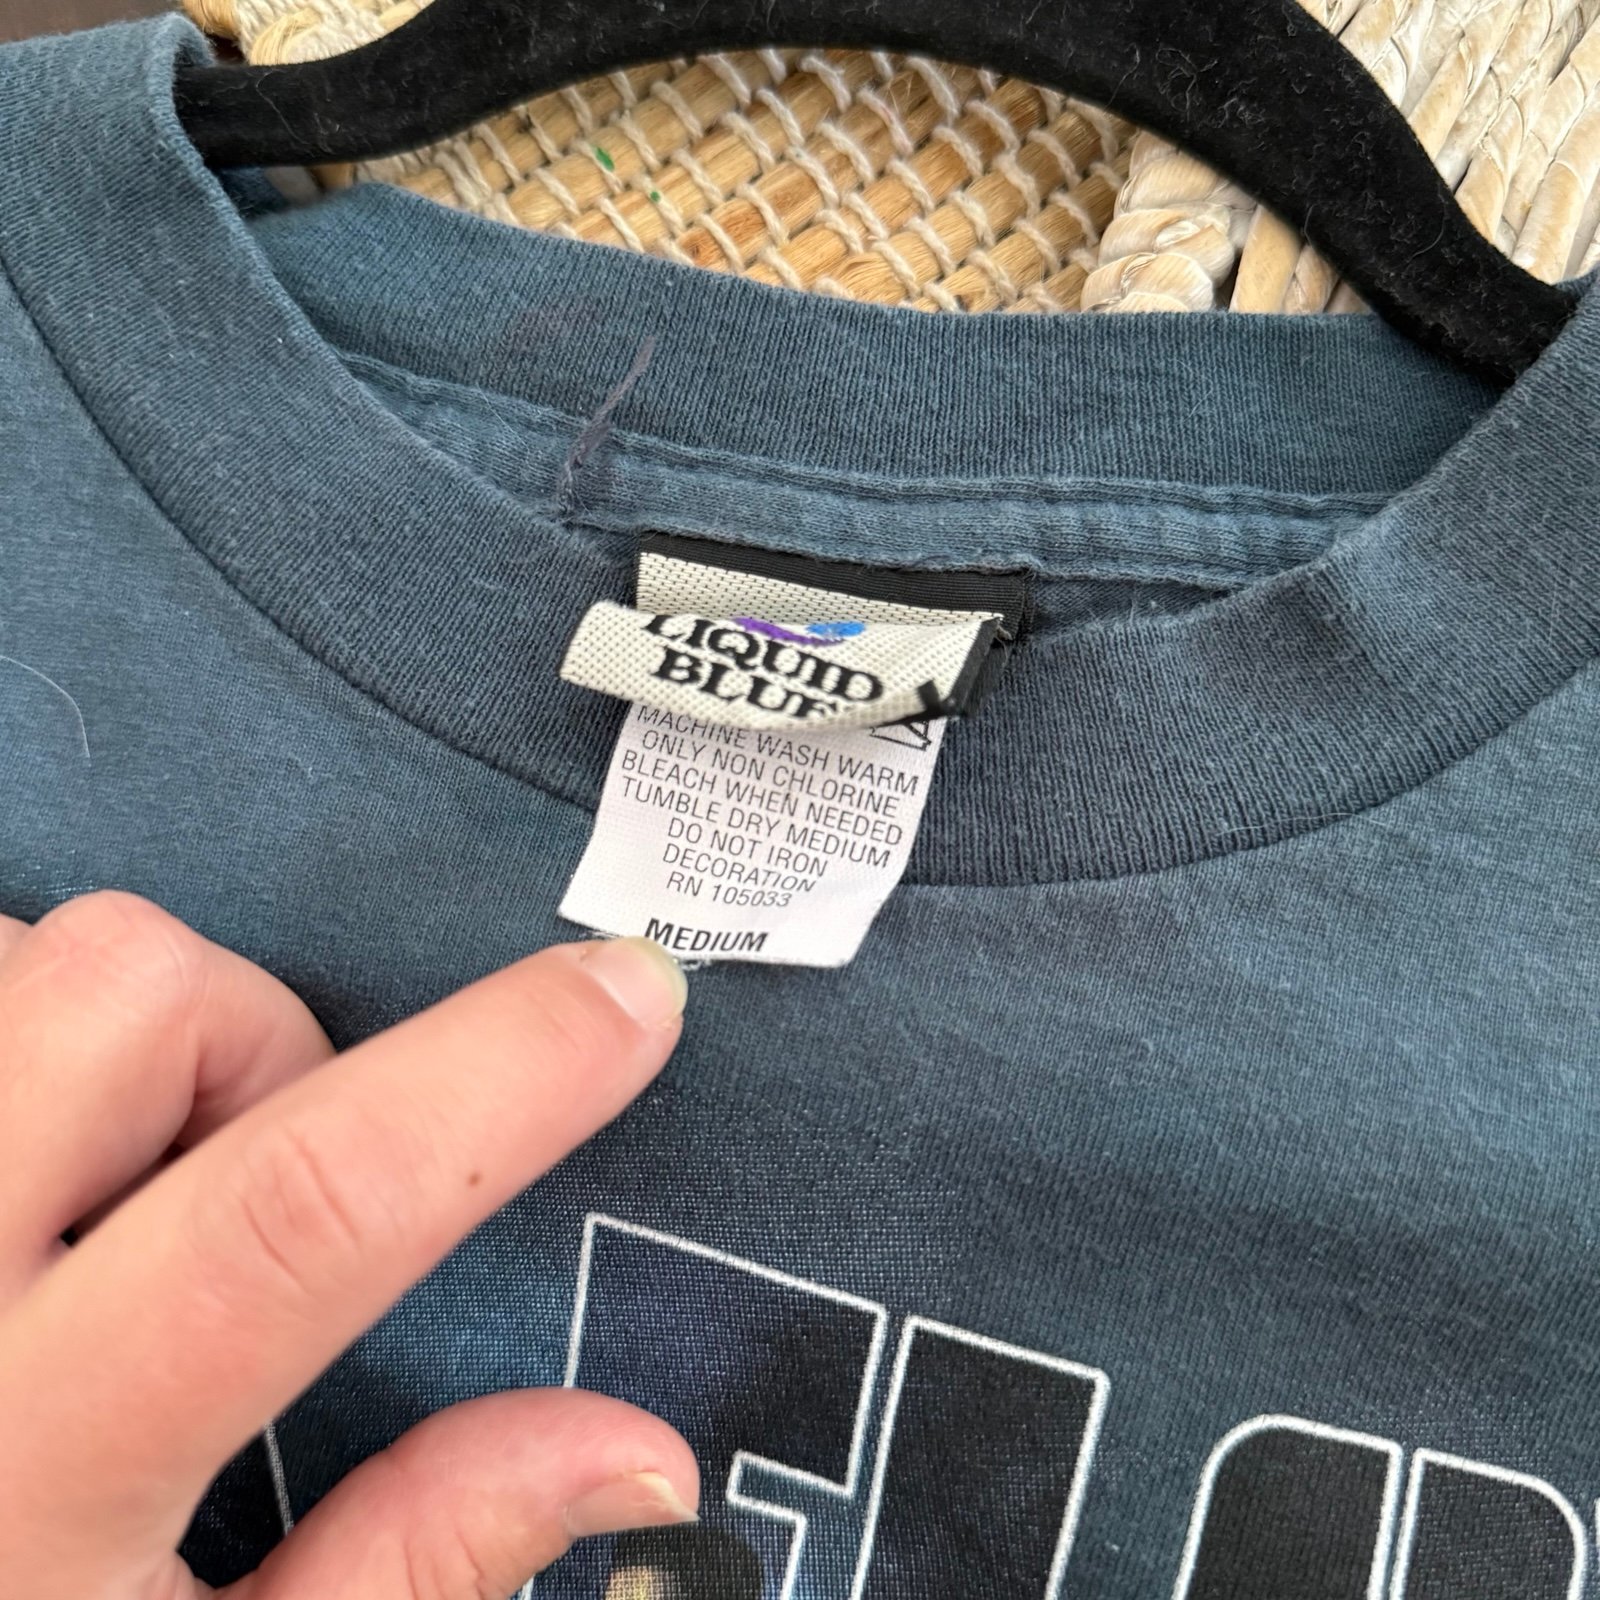 LIQUID
BLUE
MACHINE WASH WARM
ONLY NON CHLORINE
BLEACH WHEN NEEDED
TUMBLE DRY MEDIUM
DO NOT IRON
DECORATION
RN 105033
MEDIUM